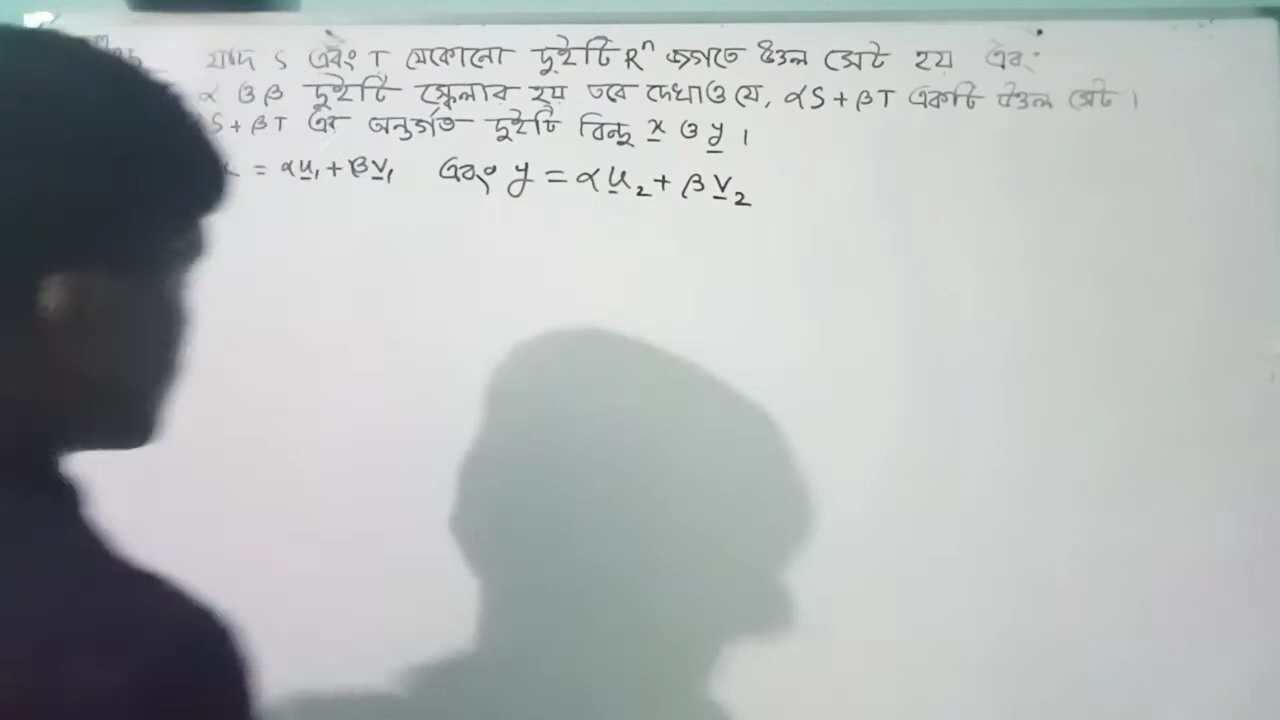 যদি S এবং T যেকোনো দুইটি Rⁿ জগতে উত্তল সেট হয় এবং
α ও β দুইটি স্কেলার হয় তবে দেখাও যে, αS + βT একটি উত্তল সেট।
S + βT এর অন্তর্গত দুইটি বিন্দু x ও y।
= αu₁ + βv₁ এবং y = αu₂ + βv₂